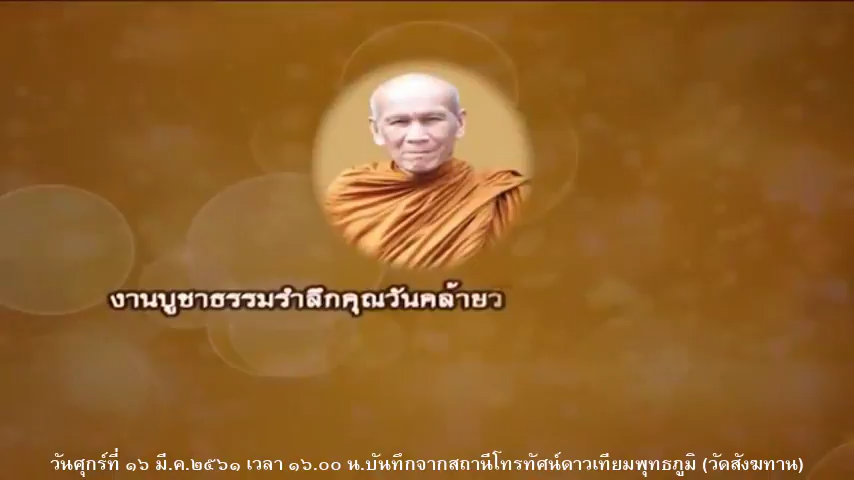 งานบูชาธรรมรำลึกคุณวันคล้ายว
วันศุกร์ที่ ๑๖ มี.ค.๒๕๖๑ เวลา ๑๖.๐๐ น.บันทึกจากสถานีโทรทัศน์ดาวเทียมพุทธภูมิ (วัดสังฆทาน)